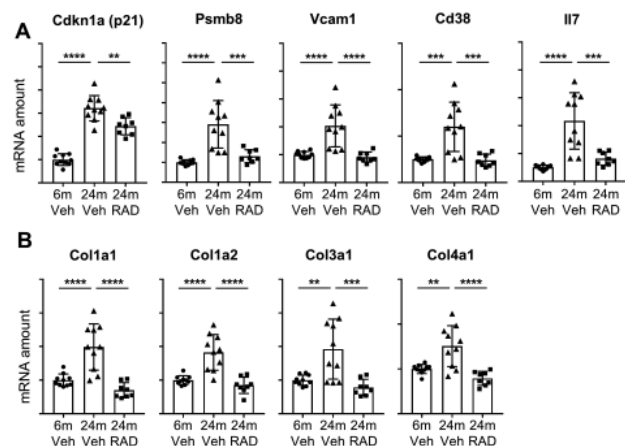 A
Cdkn1a (p21) Psmb8 Vcam1 Cd38 Il7
mRNA amount
**** ** **** *** **** **** *** *** **** ***
6m 24m 24m 6m 24m 24m 6m 24m 24m 6m 24m 24m 6m 24m 24m
Veh Veh RAD Veh Veh RAD Veh Veh RAD Veh Veh RAD Veh Veh RAD
B
Col1a1 Col1a2 Col3a1 Col4a1
mRNA amount
**** **** **** **** ** *** ** ****
6m 24m 24m 6m 24m 24m 6m 24m 24m 6m 24m 24m
Veh Veh RAD Veh Veh RAD Veh Veh RAD Veh Veh RAD